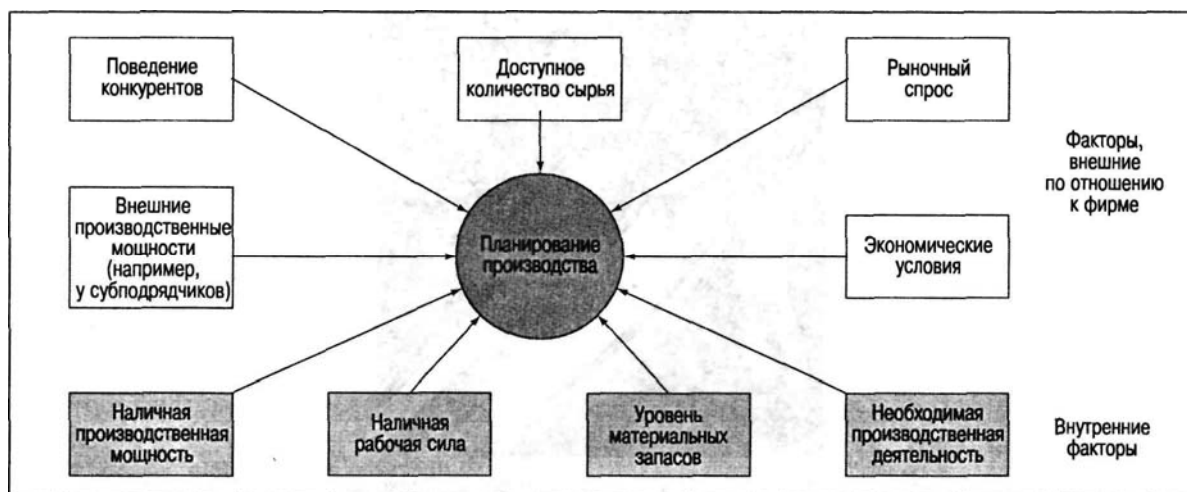 Поведение
конкурентов
Доступное
количество сырья
Рыночный
спрос
Факторы,
внешние
по отношению
к фирме
Внешние
производственные
мощности
(например,
у субподрядчиков)
Планирование
производства
Экономические
условия
Наличная
производственная
мощность
Наличная
рабочая сила
Уровень
материальных
запасов
Необходимая
производственная
деятельность
Внутренние
факторы